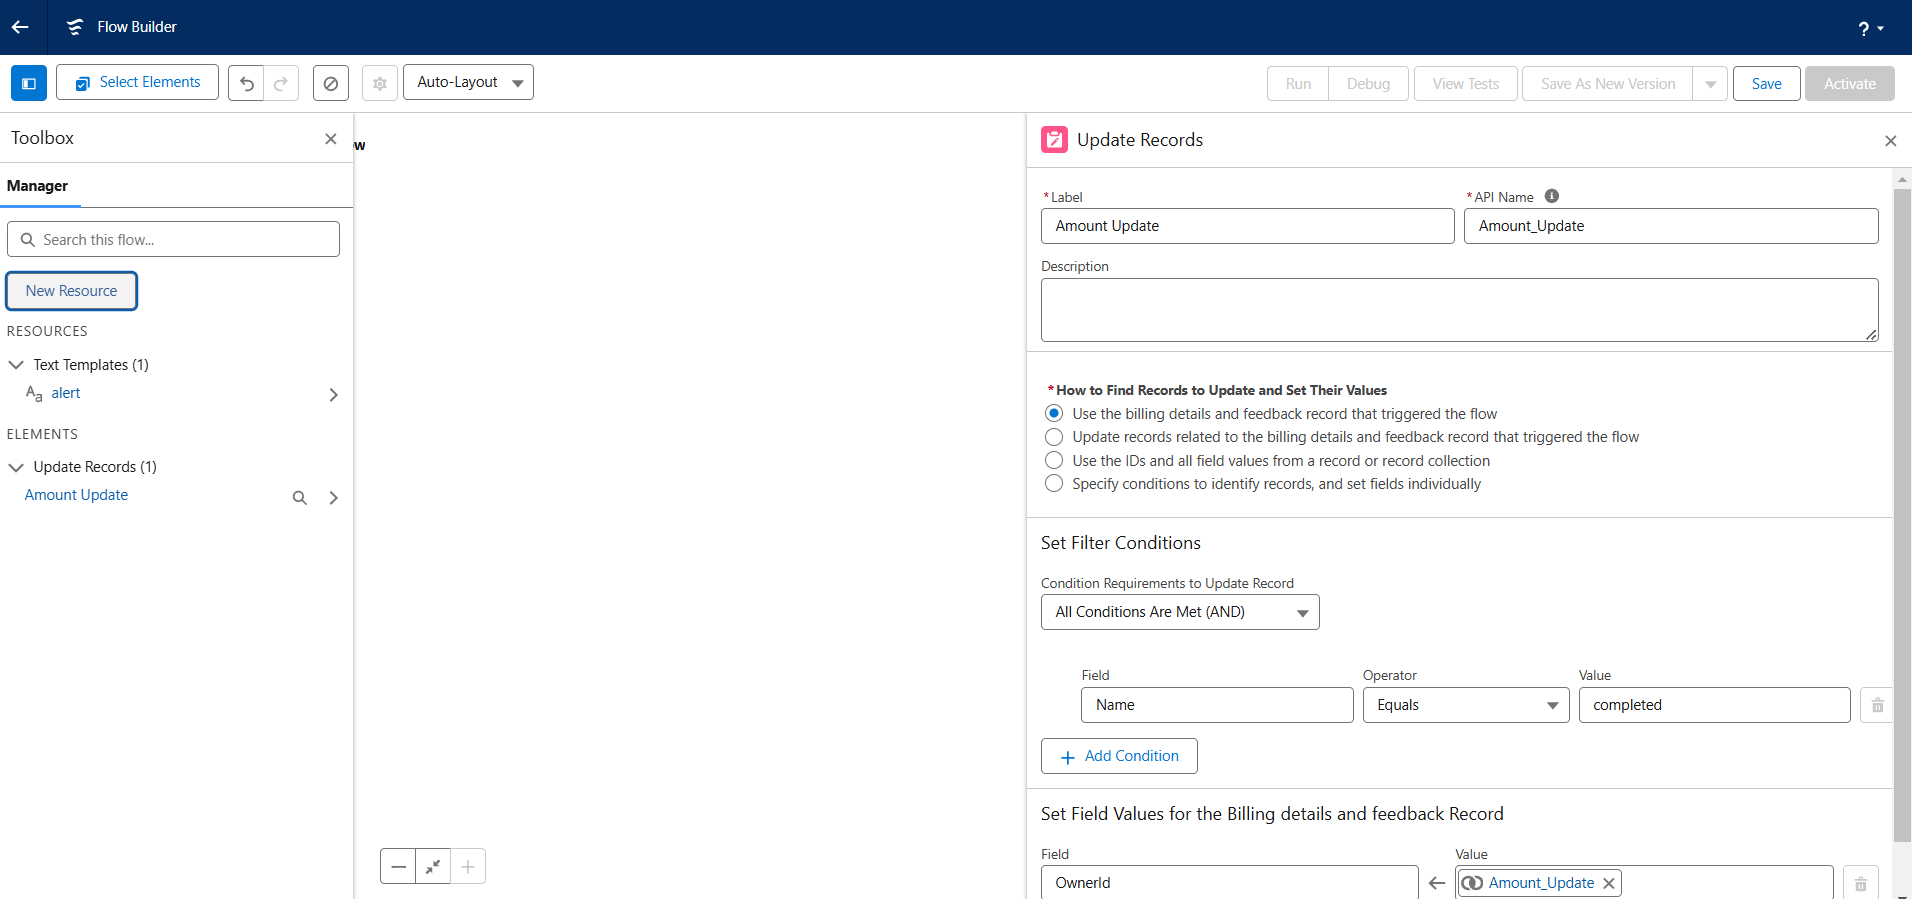 Flow Builder
?
Select Elements
Auto-Layout
Run
Debug
View Tests
Save As New Version
Save
Activate
Toolbox
Manager
Search this flow...
New Resource
RESOURCES
Text Templates (1)
Aa alert
ELEMENTS
Update Records (1)
Amount Update
ow
Update Records
*Label
*API Name
Amount Update
Amount_Update
Description
*How to Find Records to Update and Set Their Values
Use the billing details and feedback record that triggered the flow
Update records related to the billing details and feedback record that triggered the flow
Use the IDs and all field values from a record or record collection
Specify conditions to identify records, and set fields individually
Set Filter Conditions
Condition Requirements to Update Record
All Conditions Are Met (AND)
Field
Operator
Value
Name
Equals
completed
Add Condition
Set Field Values for the Billing details and feedback Record
Field
Value
OwnerId
Amount_Update